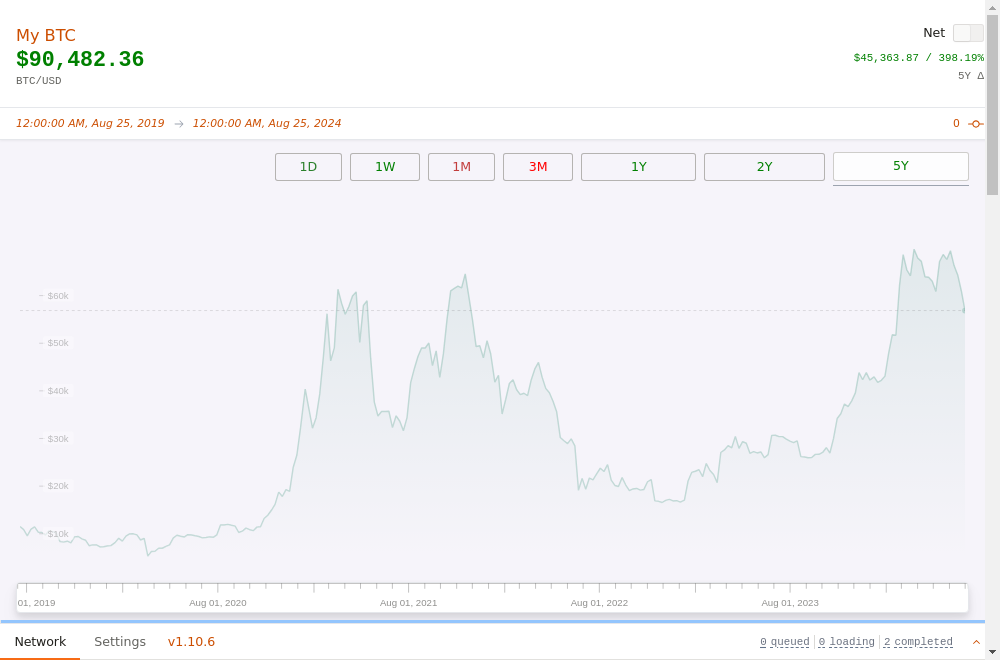 My BTC
Net
$90,482.36
$45,363.87 / 398.19%
BTC/USD
5Y Δ
12:00:00 AM, Aug 25, 2019 → 12:00:00 AM, Aug 25, 2024
0
1D 1W 1M 3M 1Y 2Y 5Y
$60k
$50k
$40k
$30k
$20k
$10k
01, 2019 Aug 01, 2020 Aug 01, 2021 Aug 01, 2022 Aug 01, 2023
Network Settings v1.10.6 0 queued 0 loading 2 completed